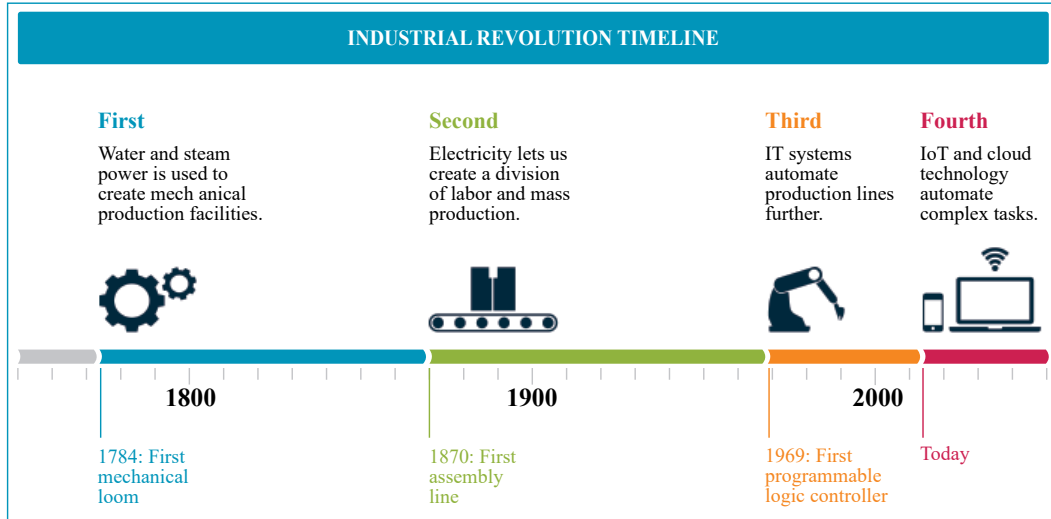 INDUSTRIAL REVOLUTION TIMELINE
First
Water and steam
power is used to
create mech anical
production facilities.
Second
Electricity lets us
create a division
of labor and mass
production.
Third
IT systems
automate
production lines
further.
Fourth
IoT and cloud
technology
automate
complex tasks.
1800
1900
2000
1784: First
mechanical
loom
1870: First
assembly
line
1969: First
programmable
logic controller
Today